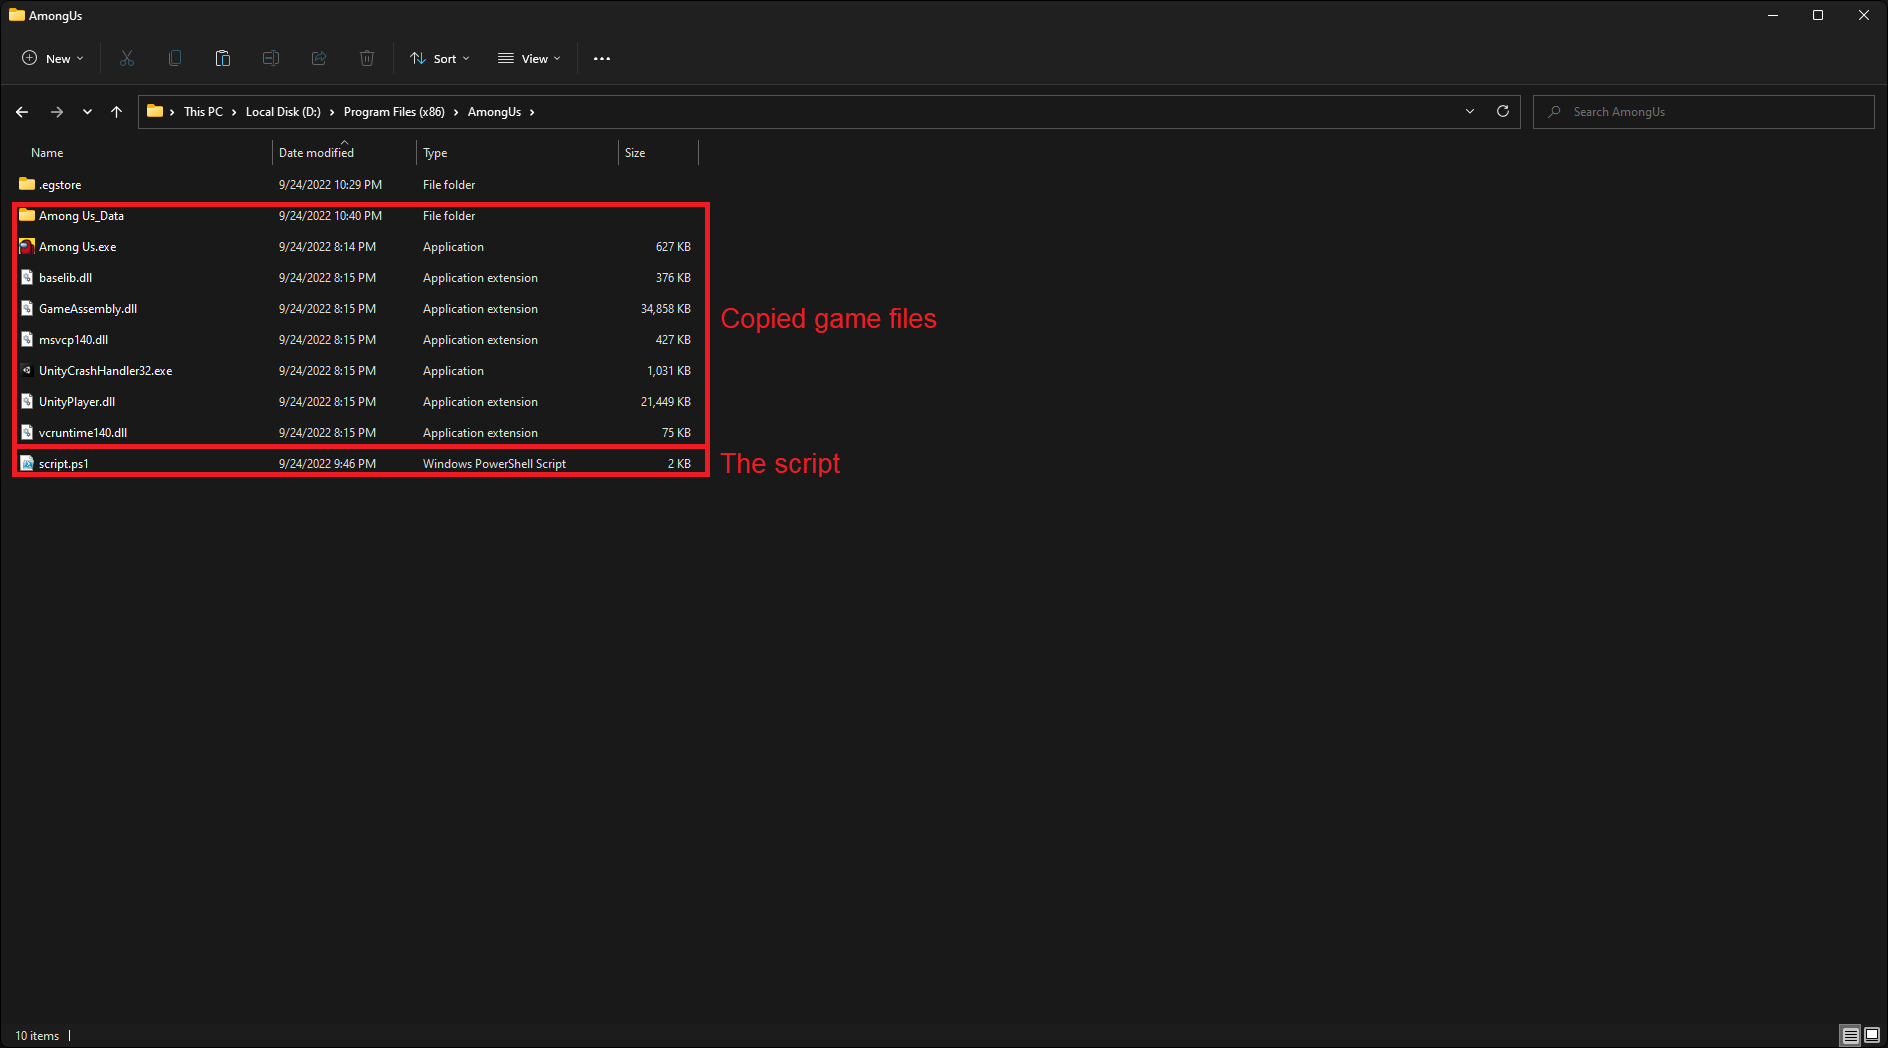 AmongUs
New Sort View
This PC Local Disk (D:) Program Files (x86) AmongUs Search AmongUs
Name Date modified Type Size
.egstore 9/24/2022 10:29 PM File folder
Among Us_Data 9/24/2022 10:40 PM File folder
Among Us.exe 9/24/2022 8:14 PM Application 627 KB
baselib.dll 9/24/2022 8:15 PM Application extension 376 KB
GameAssembly.dll 9/24/2022 8:15 PM Application extension 34,858 KB
Copied game files
msvcp140.dll 9/24/2022 8:15 PM Application extension 427 KB
UnityCrashHandler32.exe 9/24/2022 8:15 PM Application 1,031 KB
UnityPlayer.dll 9/24/2022 8:15 PM Application extension 21,449 KB
vcruntime140.dll 9/24/2022 8:15 PM Application extension 75 KB
script.ps1 9/24/2022 9:46 PM Windows PowerShell Script 2 KB
The script
10 items